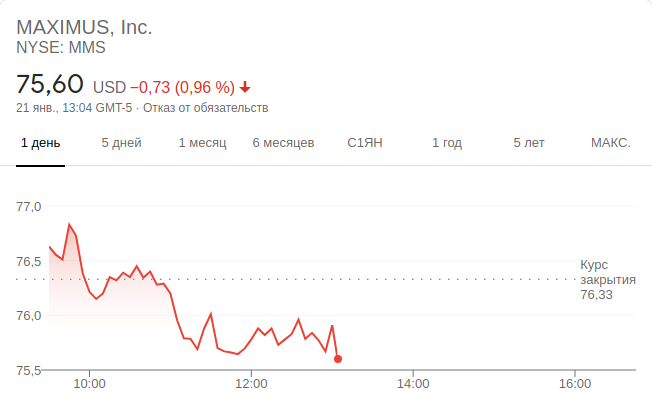 MAXIMUS, Inc.
NYSE: MMS
75,60 USD −0,73 (0,96 %)
21 янв., 13:04 GMT-5 · Отказ от обязательств
1 день 5 дней 1 месяц 6 месяцев С1ЯН 1 год 5 лет МАКС.
77,0
76,5
76,0
75,5
Курс
закрытия
76,33
10:00 12:00 14:00 16:00